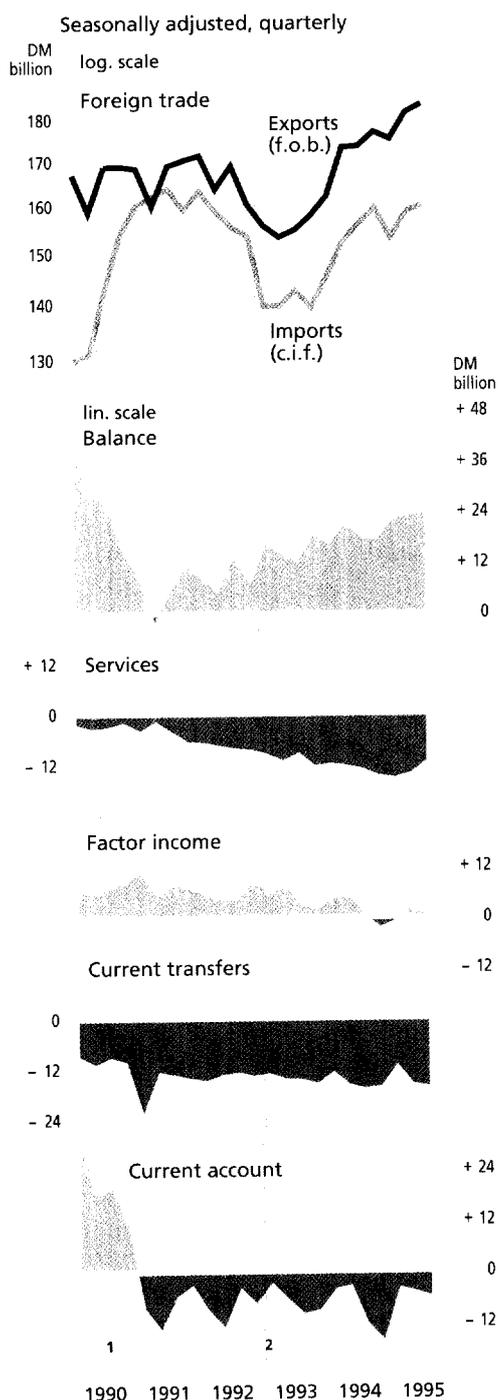 Seasonally adjusted, quarterly
DM
billion
log. scale
Foreign trade
180
170
160
150
140
130
Exports
(f.o.b.)
Imports
(c.i.f.)
DM
billion
lin. scale
Balance
+ 48
+ 36
+ 24
+ 12
0
Services
+ 12
0
– 12
Factor income
+ 12
0
– 12
Current transfers
0
– 12
– 24
Current account
+ 24
+ 12
0
– 12
1
2
1990 1991 1992 1993 1994 1995